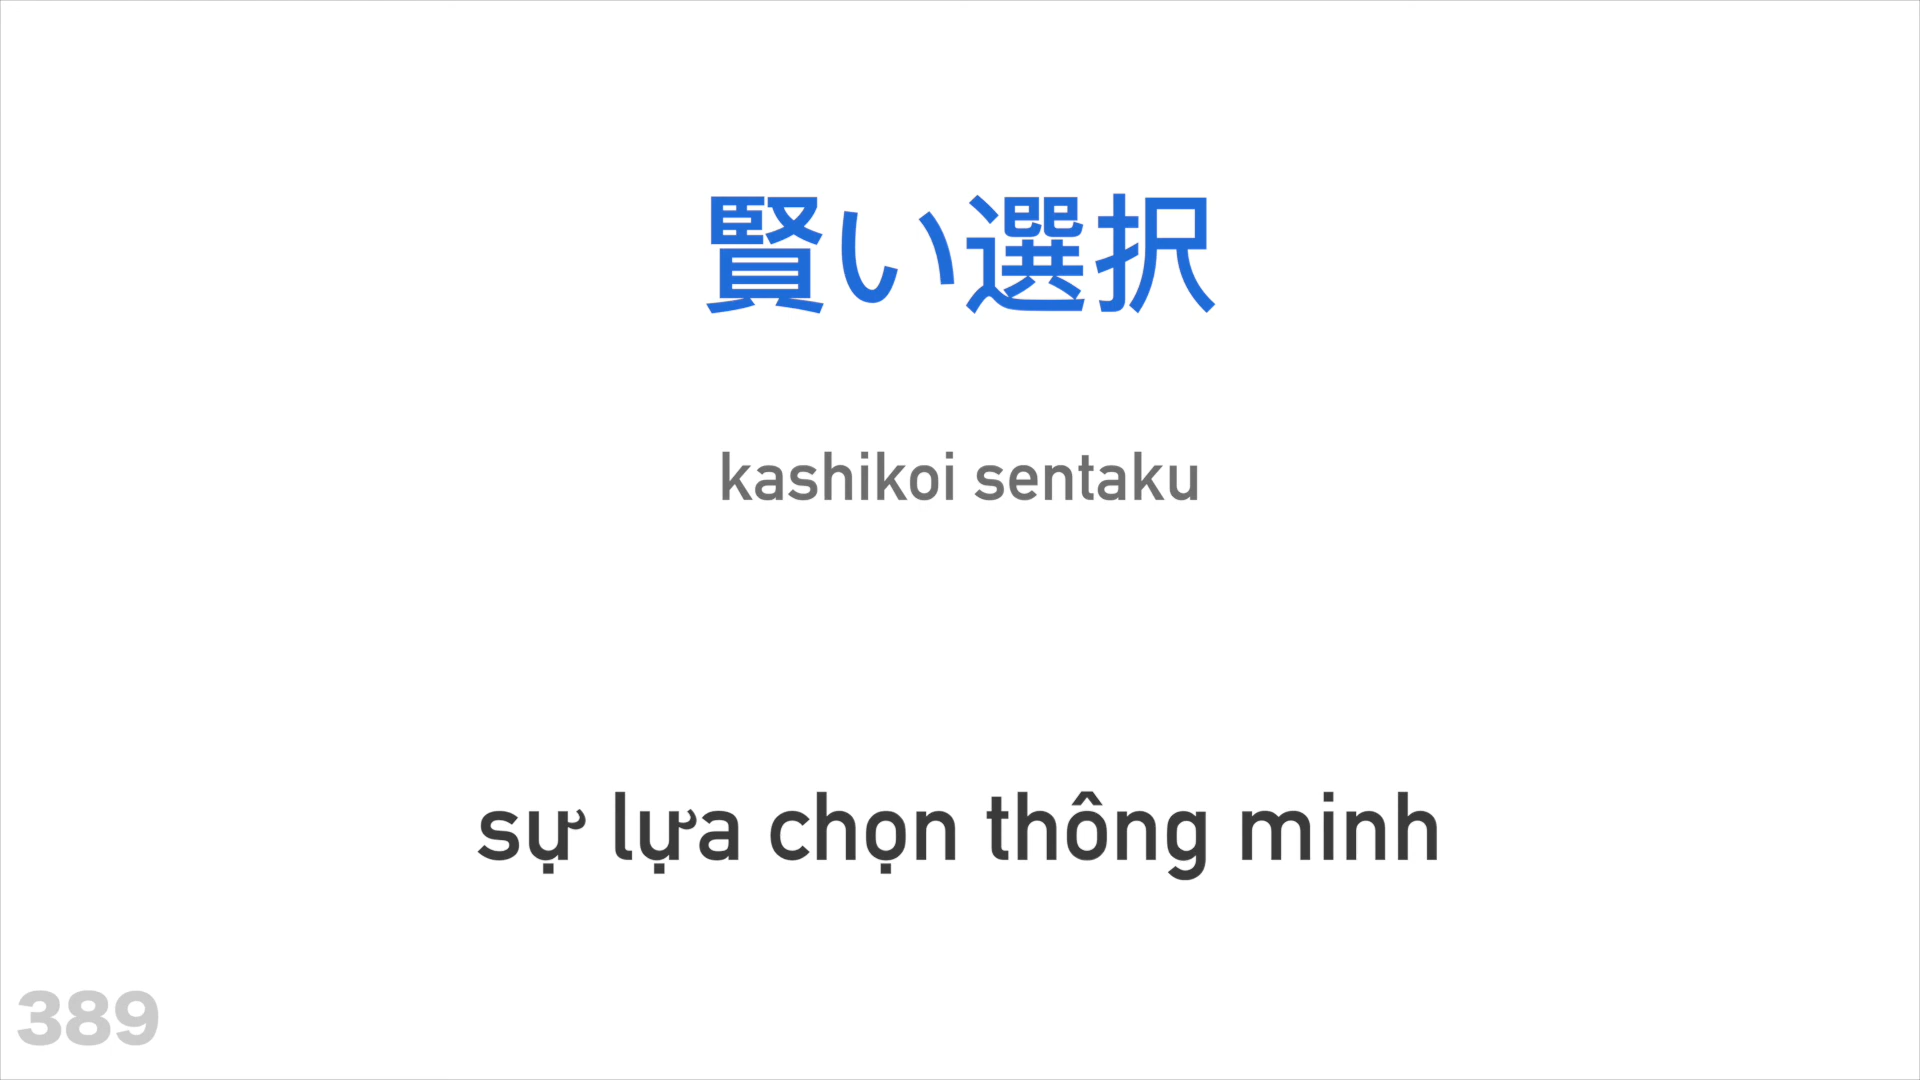 賢い選択
kashikoi sentaku
sự lựa chọn thông minh
389